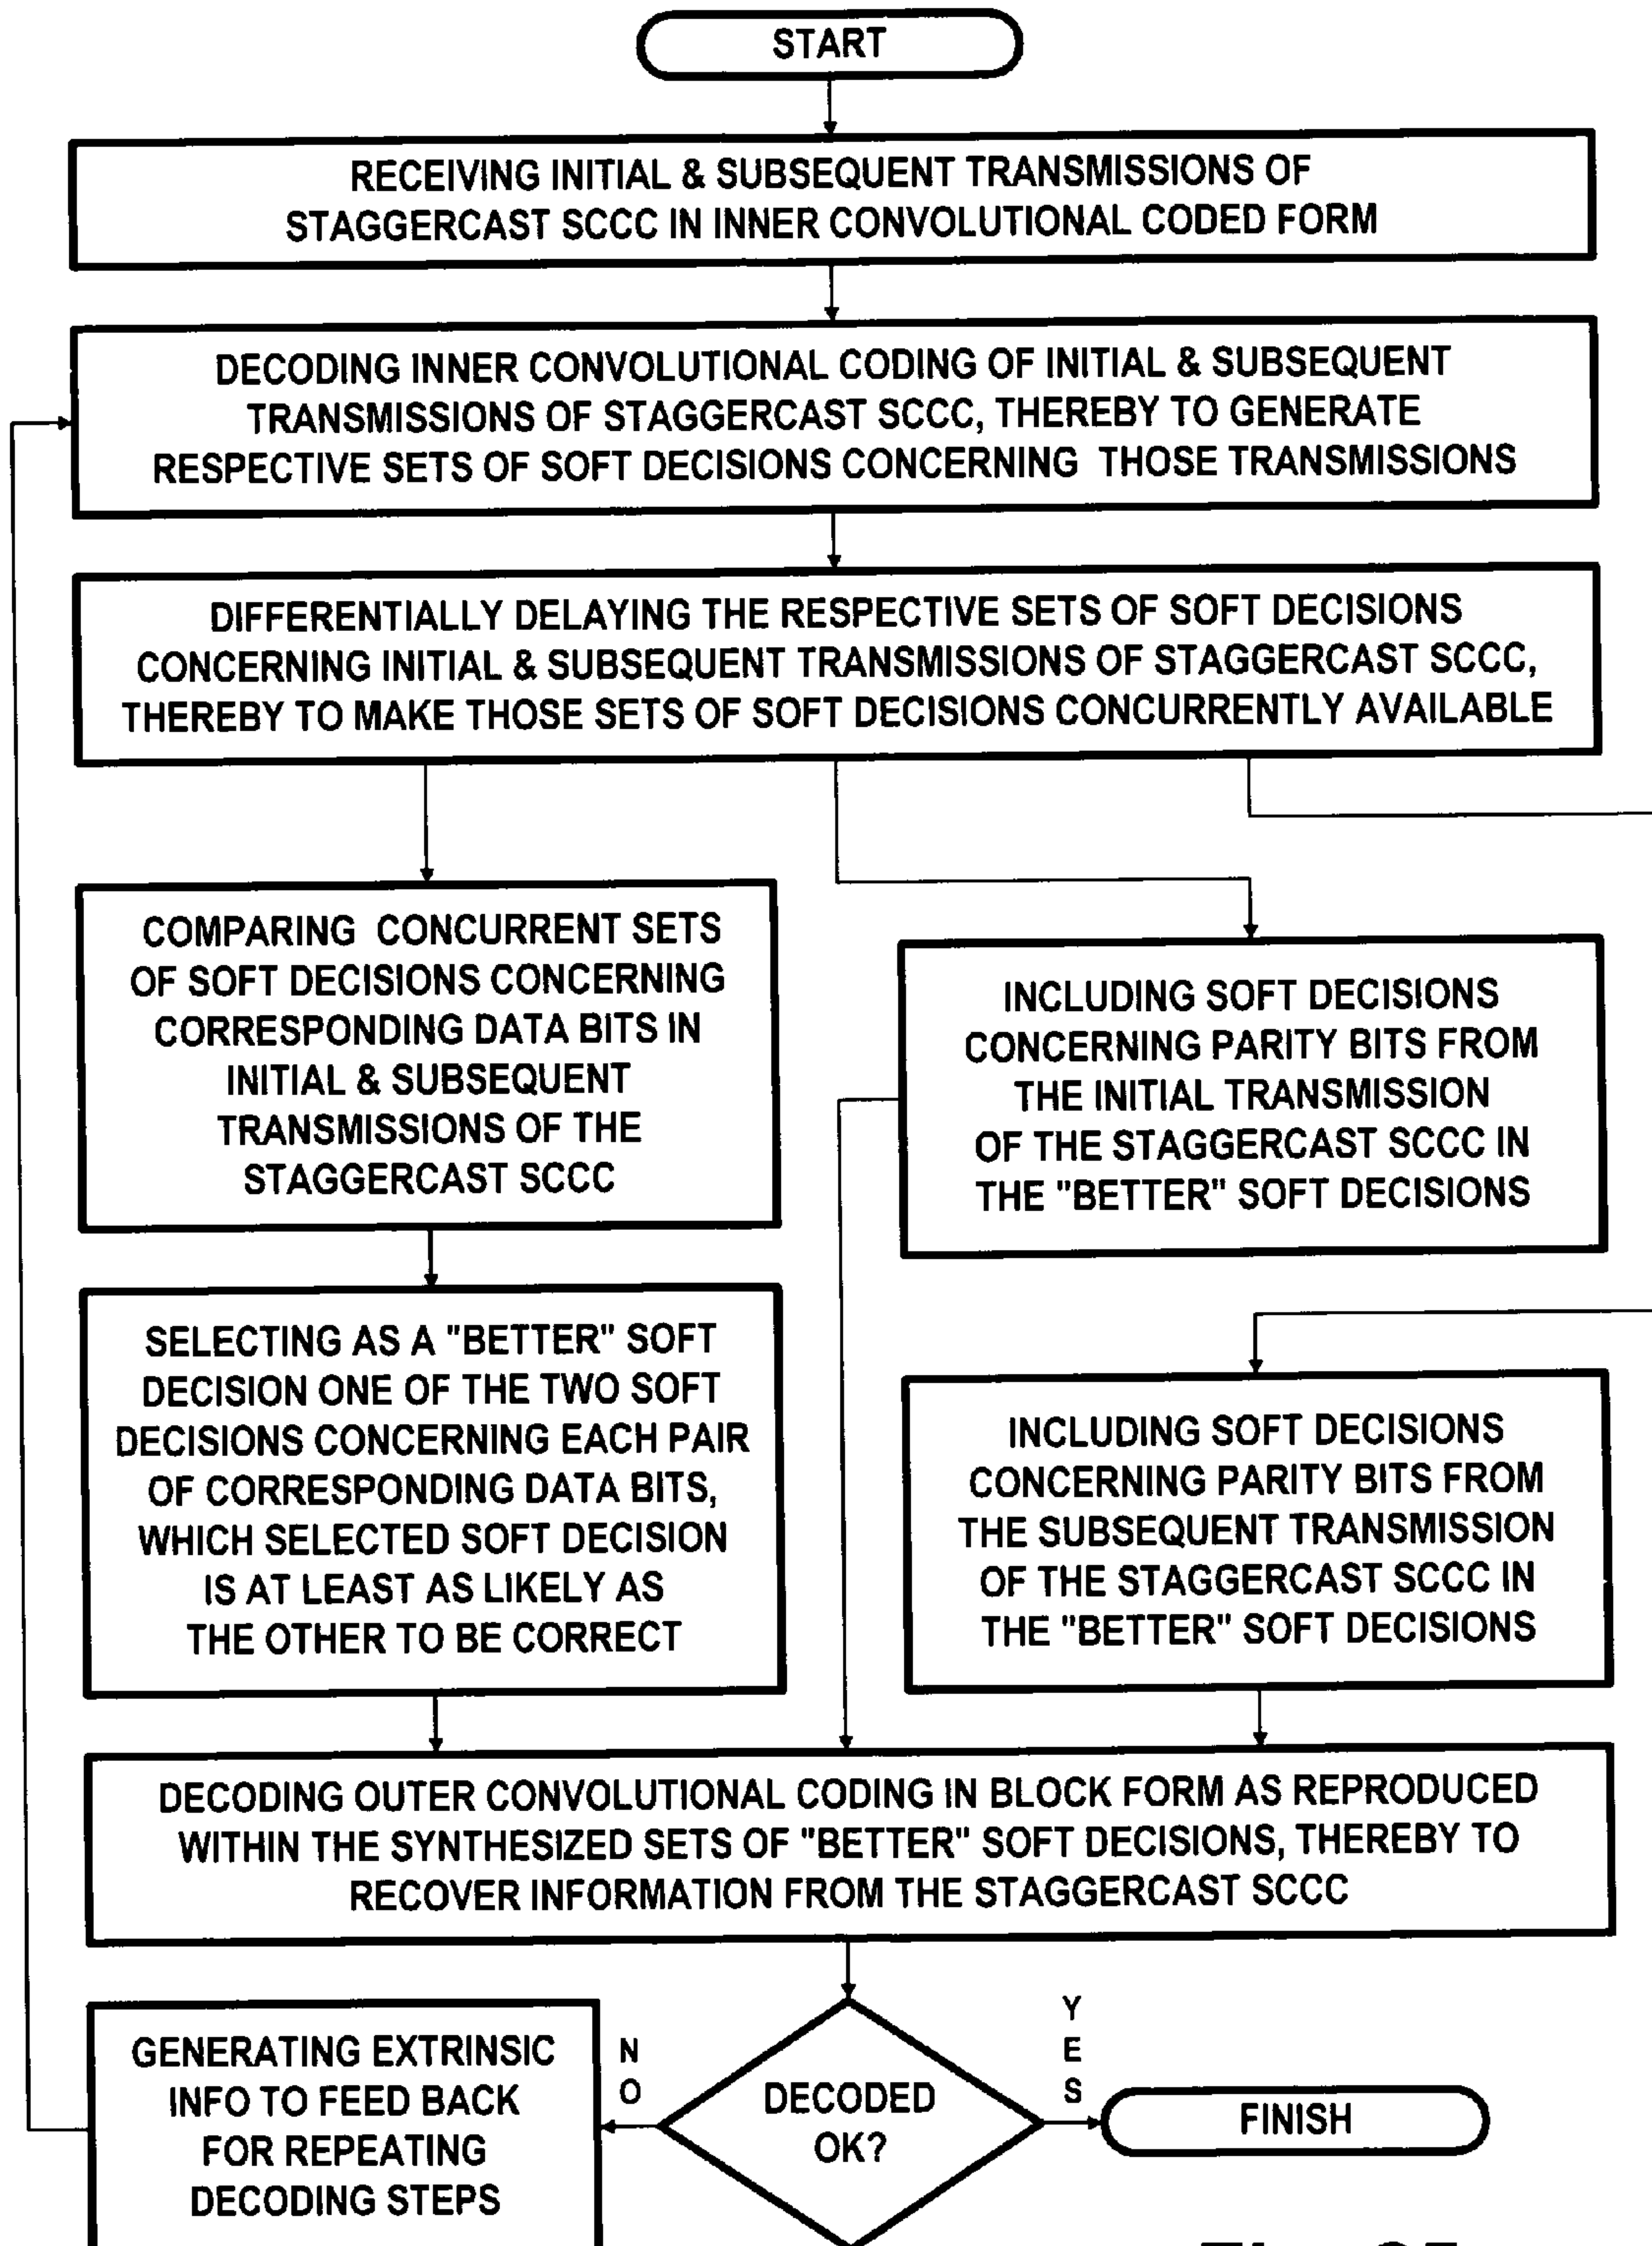 START
RECEIVING INITIAL & SUBSEQUENT TRANSMISSIONS OF
STAGGERCAST SCCC IN INNER CONVOLUTIONAL CODED FORM
DECODING INNER CONVOLUTIONAL CODING OF INITIAL & SUBSEQUENT
TRANSMISSIONS OF STAGGERCAST SCCC, THEREBY TO GENERATE
RESPECTIVE SETS OF SOFT DECISIONS CONCERNING THOSE TRANSMISSIONS
DIFFERENTIALLY DELAYING THE RESPECTIVE SETS OF SOFT DECISIONS
CONCERNING INITIAL & SUBSEQUENT TRANSMISSIONS OF STAGGERCAST SCCC,
THEREBY TO MAKE THOSE SETS OF SOFT DECISIONS CONCURRENTLY AVAILABLE
COMPARING CONCURRENT SETS
OF SOFT DECISIONS CONCERNING
CORRESPONDING DATA BITS IN
INITIAL & SUBSEQUENT
TRANSMISSIONS OF THE
STAGGERCAST SCCC
INCLUDING SOFT DECISIONS
CONCERNING PARITY BITS FROM
THE INITIAL TRANSMISSION
OF THE STAGGERCAST SCCC IN
THE "BETTER" SOFT DECISIONS
SELECTING AS A "BETTER" SOFT
DECISION ONE OF THE TWO SOFT
DECISIONS CONCERNING EACH PAIR
OF CORRESPONDING DATA BITS,
WHICH SELECTED SOFT DECISION
IS AT LEAST AS LIKELY AS
THE OTHER TO BE CORRECT
INCLUDING SOFT DECISIONS
CONCERNING PARITY BITS FROM
THE SUBSEQUENT TRANSMISSION
OF THE STAGGERCAST SCCC IN
THE "BETTER" SOFT DECISIONS
DECODING OUTER CONVOLUTIONAL CODING IN BLOCK FORM AS REPRODUCED
WITHIN THE SYNTHESIZED SETS OF "BETTER" SOFT DECISIONS, THEREBY TO
RECOVER INFORMATION FROM THE STAGGERCAST SCCC
GENERATING EXTRINSIC
INFO TO FEED BACK
FOR REPEATING
DECODING STEPS
NO
DECODED
OK?
YES
FINISH